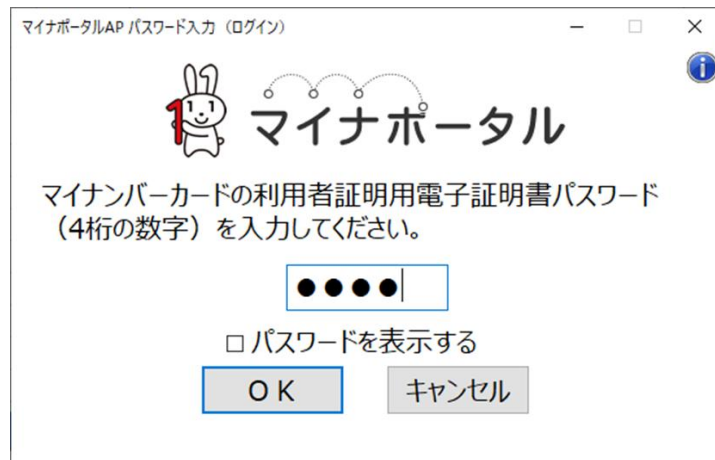 マイナポータルAP パスワード入力（ログイン）
1
マイナポータル
マイナンバーカードの利用者証明用電子証明書パスワード
（4桁の数字）を入力してください。
●●●●
パスワードを表示する
ＯＫ
キャンセル